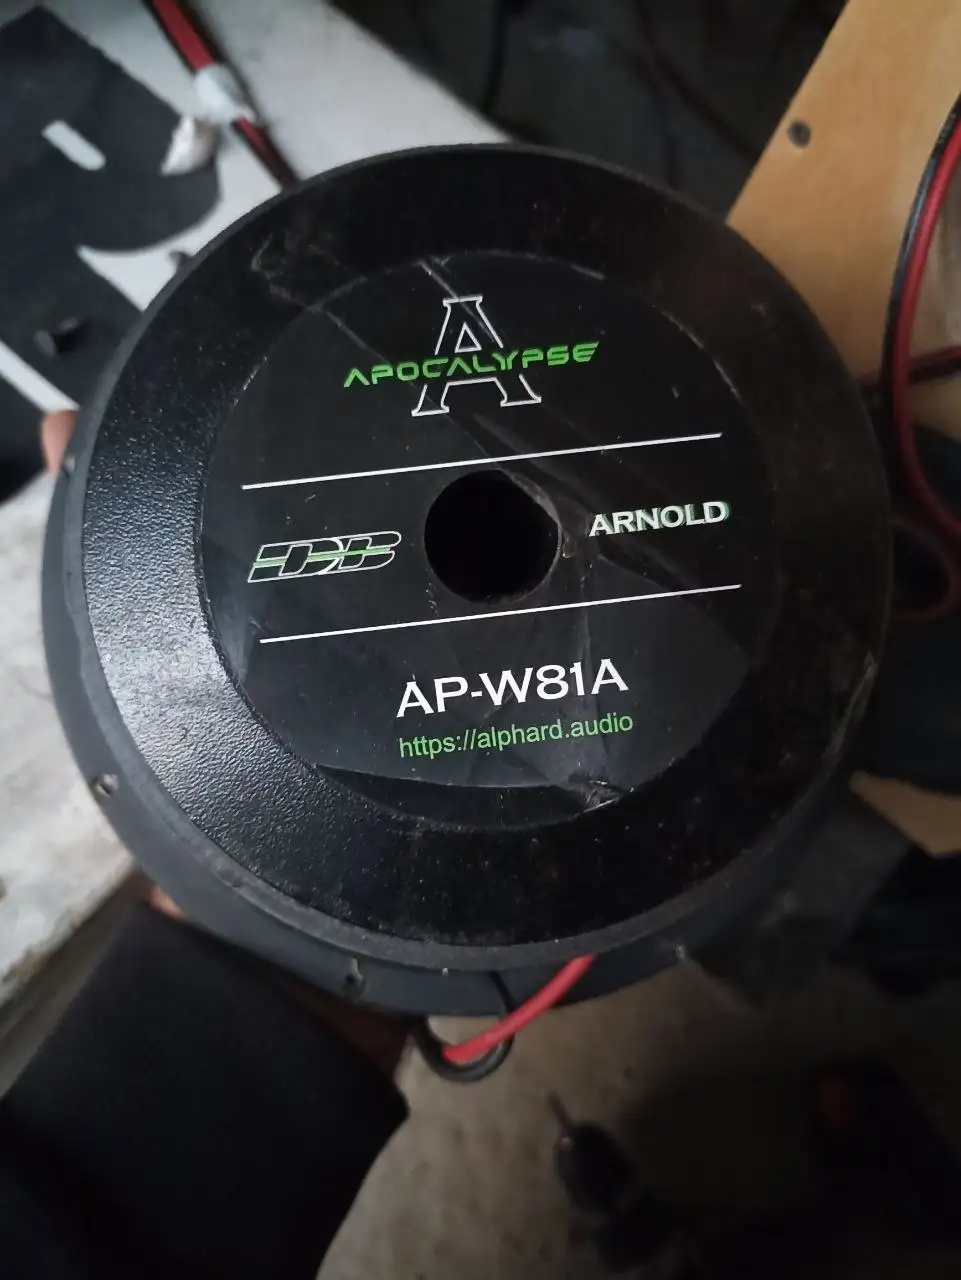 A
APOCALYPSE
DB
ARNOLD
AP-W81A
https://alphard.audio